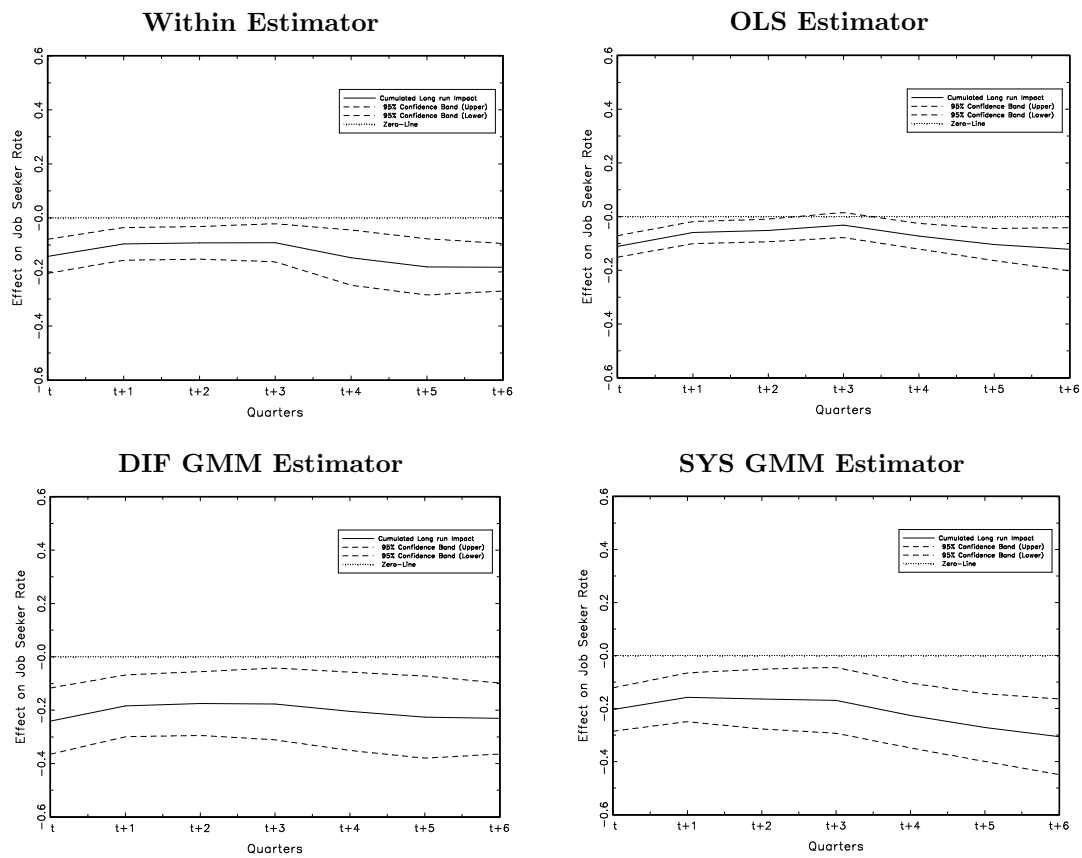 Within Estimator
Effect on Job Seeker Rate
0.6
0.4
0.2
-0.0
-0.2
-0.4
-0.6
Cumulated Long run Impact
95% Confidence Band (Upper)
95% Confidence Band (Lower)
Zero-Line
t t+1 t+2 t+3 t+4 t+5 t+6
Quarters
OLS Estimator
Effect on Job Seeker Rate
0.6
0.4
0.2
-0.0
-0.2
-0.4
-0.6
Cumulated Long run Impact
95% Confidence Band (Upper)
95% Confidence Band (Lower)
Zero-Line
t t+1 t+2 t+3 t+4 t+5 t+6
Quarters
DIF GMM Estimator
Effect on Job Seeker Rate
0.6
0.4
0.2
-0.0
-0.2
-0.4
-0.6
Cumulated Long run Impact
95% Confidence Band (Upper)
95% Confidence Band (Lower)
Zero-Line
t t+1 t+2 t+3 t+4 t+5 t+6
Quarters
SYS GMM Estimator
Effect on Job Seeker Rate
0.6
0.4
0.2
-0.0
-0.2
-0.4
-0.6
Cumulated Long run Impact
95% Confidence Band (Upper)
95% Confidence Band (Lower)
Zero-Line
t t+1 t+2 t+3 t+4 t+5 t+6
Quarters